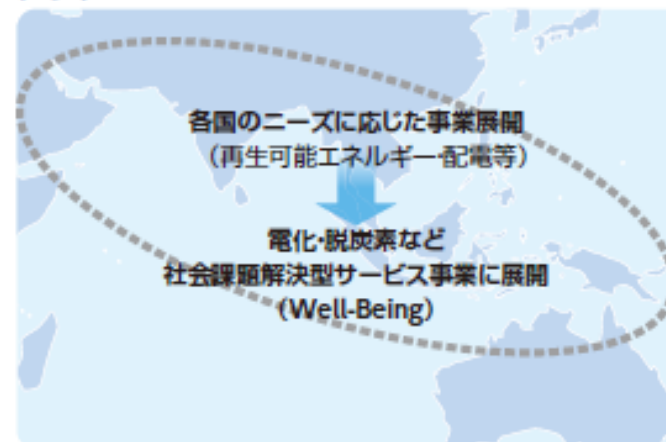 各国のニーズに応じた事業展開
（再生可能エネルギー・配電等）
電化・脱炭素など
社会課題解決型サービス事業に展開
（Well-Being）